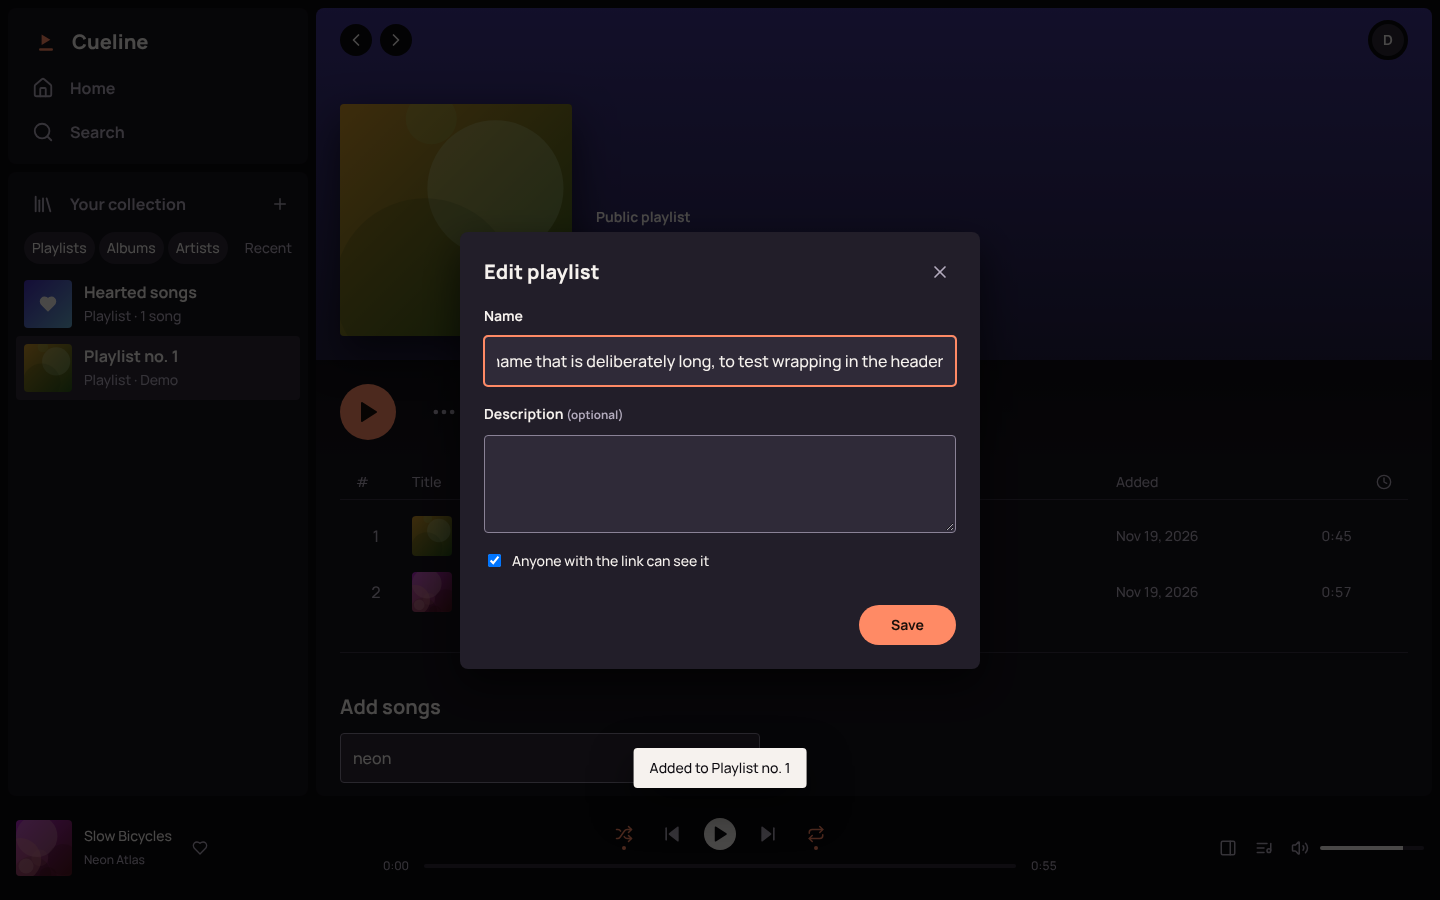 Cueline
Home
Search
Your collection
Playlists Albums Artists Recent
Hearted songs
Playlist · 1 song
Playlist no. 1
Playlist · Demo
D
Public playlist
Edit playlist
Name
name that is deliberately long, to test wrapping in the header
Description (optional)
Anyone with the link can see it
Save
# Title Added
1 Nov 19, 2026 0:45
2 Nov 19, 2026 0:57
Add songs
neon
Added to Playlist no. 1
Slow Bicycles
Neon Atlas
0:00 0:55